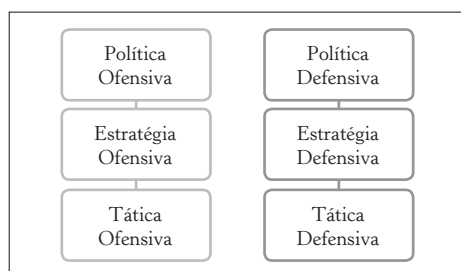 Política
Ofensiva
Estratégia
Ofensiva
Tática
Ofensiva
Política
Defensiva
Estratégia
Defensiva
Tática
Defensiva